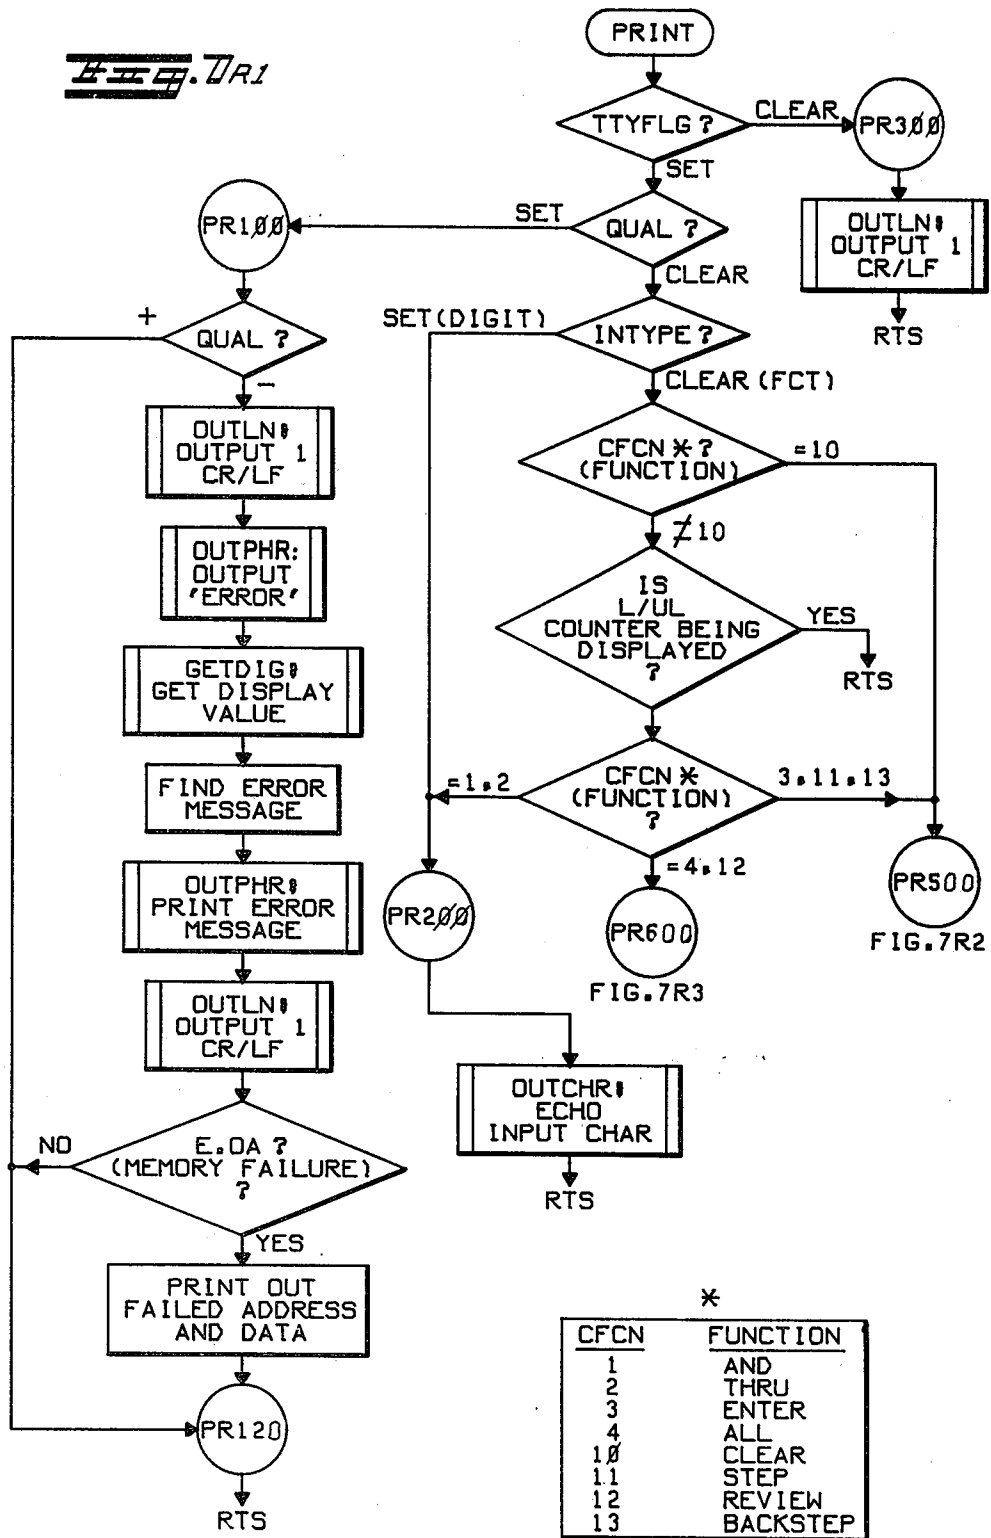 Fig. 7R1
PRINT
TTYFLG ?
CLEAR
PR300
SET
OUTLN:
OUTPUT 1
CR/LF
RTS
QUAL ?
SET
PR100
CLEAR
QUAL ?
+
-
INTYPE ?
SET(DIGIT)
CLEAR (FCT)
OUTLN:
OUTPUT 1
CR/LF
CFCN * ?
(FUNCTION)
=10
≠10
OUTPHR:
OUTPUT
'ERROR'
IS
L/UL
COUNTER BEING
DISPLAYED
?
YES
RTS
GETDIG:
GET DISPLAY
VALUE
FIND ERROR
MESSAGE
CFCN *
(FUNCTION)
?
=1,2
3,11,13
=4,12
OUTPHR:
PRINT ERROR
MESSAGE
PR200
PR600
FIG.7R3
PR500
FIG.7R2
OUTLN:
OUTPUT 1
CR/LF
OUTCHR:
ECHO
INPUT CHAR
RTS
E.0A ?
(MEMORY FAILURE)
?
NO
YES
PRINT OUT
FAILED ADDRESS
AND DATA
PR120
RTS
*
CFCN FUNCTION
1 AND
2 THRU
3 ENTER
4 ALL
10 CLEAR
11 STEP
12 REVIEW
13 BACKSTEP